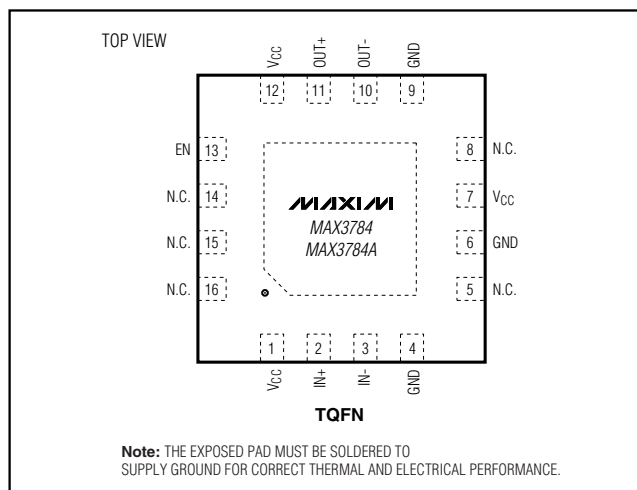 TOP VIEW
VCC
OUT+
OUT-
GND
12
11
10
9
EN 13
8 N.C.
N.C. 14
7 VCC
N.C. 15
6 GND
N.C. 16
5 N.C.
MAXIM
MAX3784
MAX3784A
1
2
3
4
VCC
IN+
IN-
GND
TQFN
Note: THE EXPOSED PAD MUST BE SOLDERED TO
SUPPLY GROUND FOR CORRECT THERMAL AND ELECTRICAL PERFORMANCE.